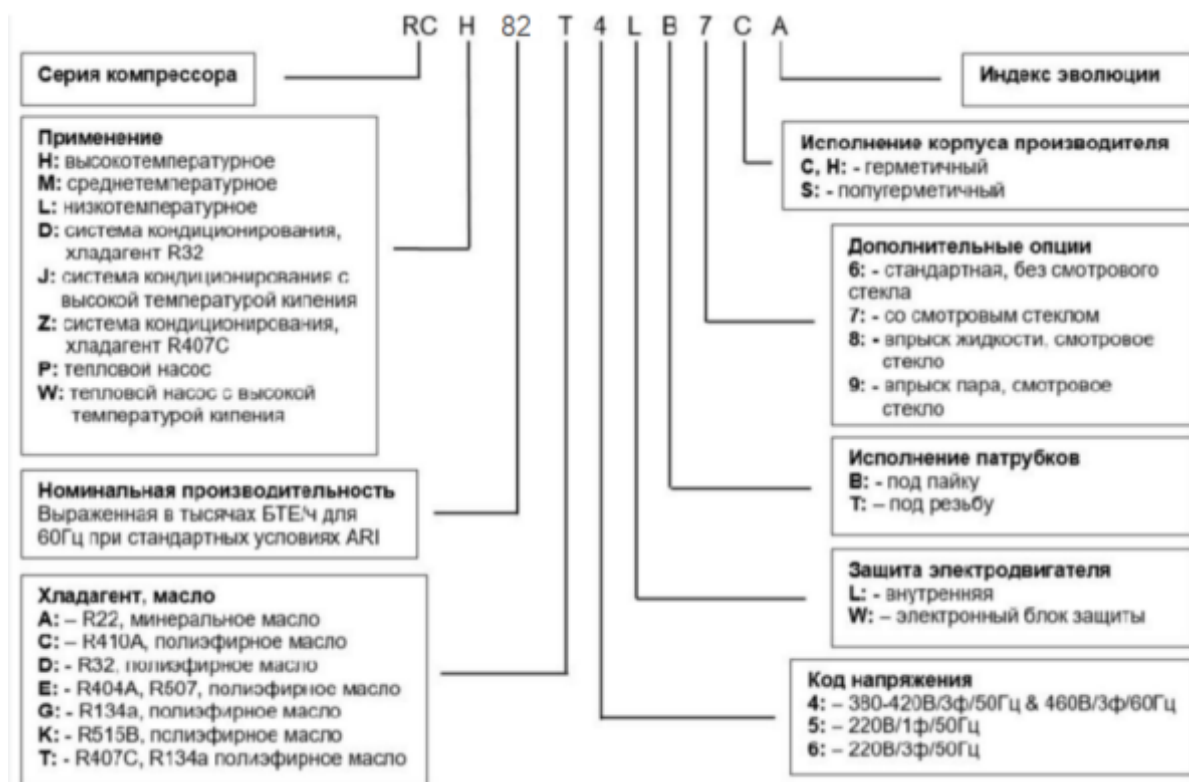 RC H 82 T 4 L B 7 C A
Серия компрессора
Применение
H: высокотемпературное
M: среднетемпературное
L: низкотемпературное
D: система кондиционирования,
хладагент R32
J: система кондиционирования с
высокой температурой кипения
Z: система кондиционирования,
хладагент R407C
P: тепловой насос
W: тепловой насос с высокой
температурой кипения
Номинальная производительность
Выраженная в тысячах БТЕ/ч для
60Гц при стандартных условиях ARI
Хладагент, масло
A: – R22, минеральное масло
C: – R410A, полиэфирное масло
D: - R32, полиэфирное масло
E: - R404A, R507, полиэфирное масло
G: - R134a, полиэфирное масло
K: - R515B, полиэфирное масло
T: - R407C, R134a полиэфирное масло
Индекс эволюции
Исполнение корпуса производителя
C, H: - герметичный
S: - полугерметичный
Дополнительные опции
6: - стандартная, без смотрового
стекла
7: - со смотровым стеклом
8: - впрыск жидкости, смотровое
стекло
9: - впрыск пара, смотровое
стекло
Исполнение патрубков
B: - под пайку
T: – под резьбу
Защита электродвигателя
L: - внутренняя
W: – электронный блок защиты
Код напряжения
4: – 380-420В/3ф/50Гц & 460В/3ф/60Гц
5: – 220В/1ф/50Гц
6: – 220В/3ф/50Гц